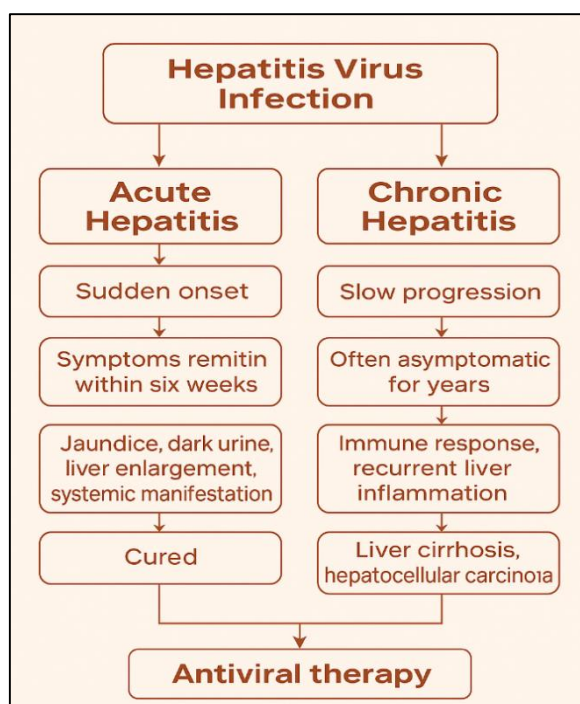 Hepatitis Virus
Infection
Acute
Hepatitis
Chronic
Hepatitis
Sudden onset
Slow progression
Symptoms remitin
within six weeks
Often asymptomatic
for years
Jaundice, dark urine,
liver enlargement,
systemic manifestation
Immune response,
recurrent liver
inflammation
Cured
Liver cirrhosis,
hepatocellular carcinoıa
Antiviral therapy